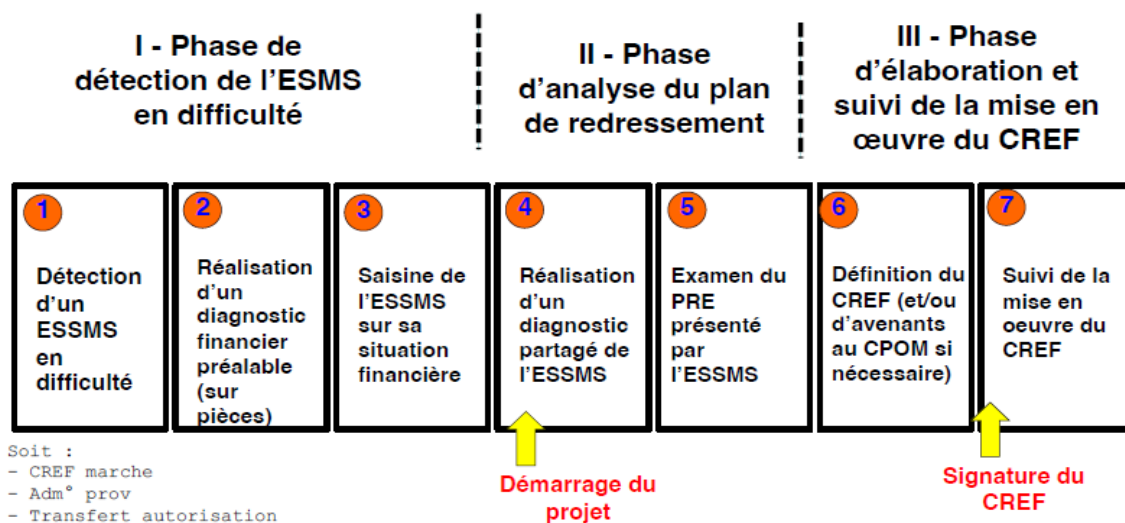 I - Phase de
détection de l'ESMS
en difficulté
II - Phase
d'analyse du plan
de redressement
III - Phase
d'élaboration et
suivi de la mise en
œuvre du CREF
1
Détection
d'un
ESSMS
en
difficulté
2
Réalisation
d'un
diagnostic
financier
préalable
(sur
pièces)
3
Saisine de
l'ESSMS
sur sa
situation
financière
4
Réalisation
d'un
diagnostic
partagé de
l'ESSMS
5
Examen du
PRE
présenté
par
l'ESSMS
6
Définition du
CREF (et/ou
d'avenants
au CPOM si
nécessaire)
7
Suivi de la
mise en
oeuvre du
CREF
Soit :
- CREF marche
- Adm° prov
- Transfert autorisation
Démarrage du
projet
Signature du
CREF